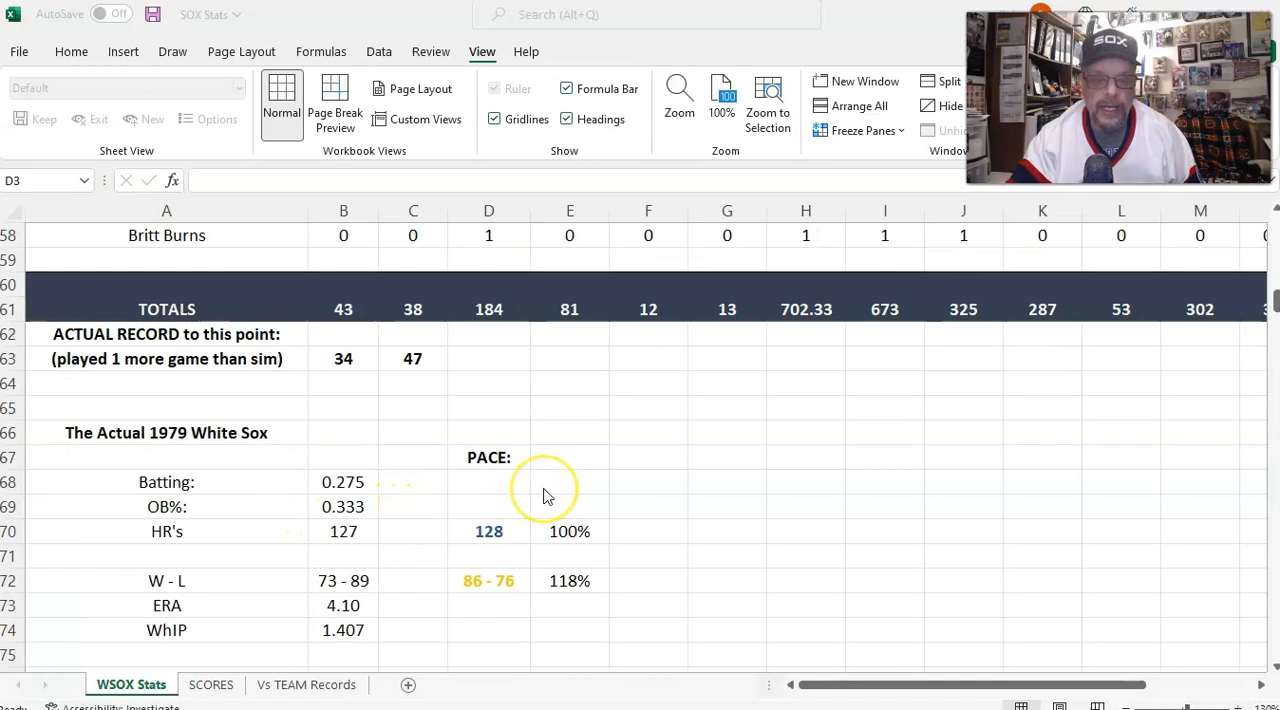 AutoSave Off SOX Stats Search (Alt+Q)
File Home Insert Draw Page Layout Formulas Data Review View Help
SOX
Default
Keep Exit New Options
Sheet View
Normal Page Break Preview Page Layout Custom Views
Workbook Views
Ruler Formula Bar
Gridlines Headings
Show
Zoom 100% Zoom to Selection
Zoom
New Window Split
Arrange All Hide
Freeze Panes
D3 fx
A B C D E F G H I J K L M
58 Britt Burns 0 0 1 0 0 0 1 1 1 0 0 0
59
60
61 TOTALS 43 38 184 81 12 13 702.33 673 325 287 53 302
62 ACTUAL RECORD to this point:
63 (played 1 more game than sim) 34 47
64
65
66 The Actual 1979 White Sox
67 PACE:
68 Batting: 0.275
69 OB%: 0.333
70 HR's 127 128 100%
71
72 W - L 73 - 89 86 - 76 118%
73 ERA 4.10
74 WhIP 1.407
75
WSOX Stats SCORES Vs TEAM Records
Accessibility: Investigate 130%